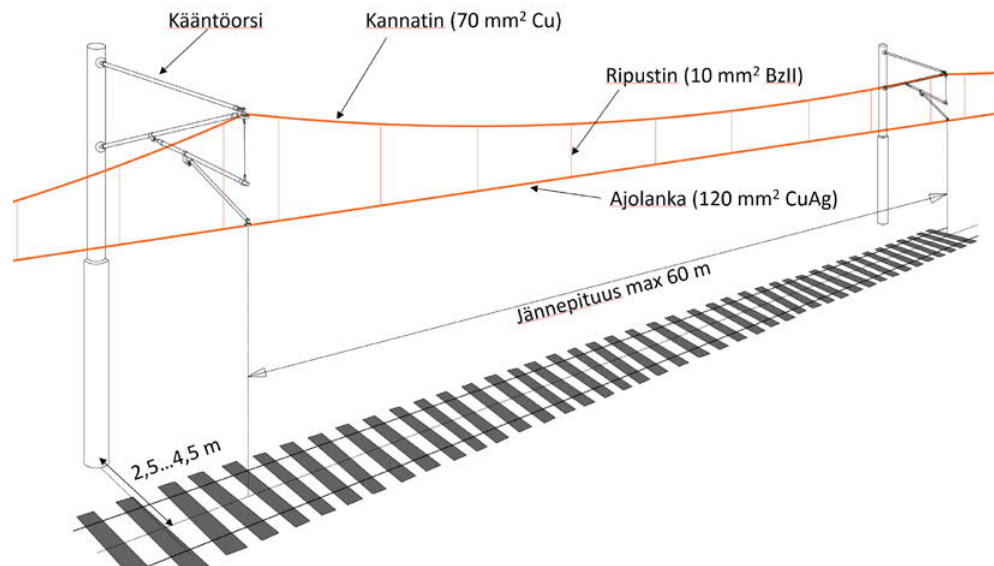 Kääntöorsi
Kannatin (70 mm² Cu)
Ripustin (10 mm² BzII)
Ajolanka (120 mm² CuAg)
Jännepituus max 60 m
2,5...4,5 m